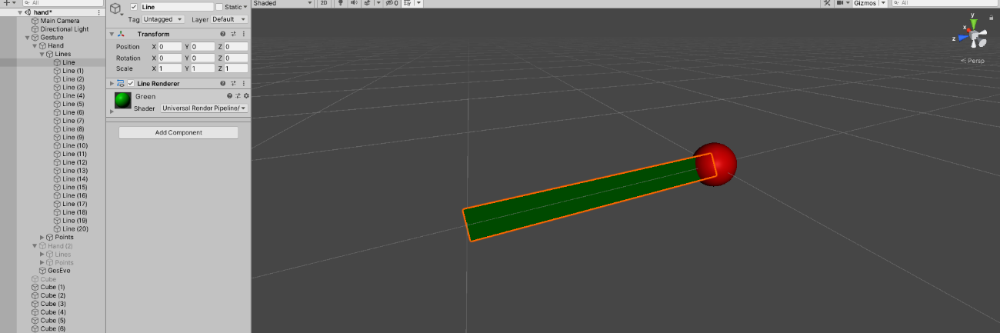 All
hand*
Main Camera
Directional Light
Gesture
Hand
Lines
Line
Line (1)
Line (2)
Line (3)
Line (4)
Line (5)
Line (6)
Line (7)
Line (8)
Line (9)
Line (10)
Line (11)
Line (12)
Line (13)
Line (14)
Line (15)
Line (16)
Line (17)
Line (18)
Line (19)
Line (20)
Points
Hand (2)
Lines
Points
GesEve
Cube
Cube (1)
Cube (2)
Cube (3)
Cube (4)
Cube (5)
Cube (6)
Line Static
Tag Untagged Layer Default
Transform
Position X 0 Y 0 Z 0
Rotation X 0 Y 0 Z 0
Scale X 1 Y 1 Z 1
Line Renderer
Green
Shader Universal Render Pipeline/
Add Component
Shaded 2D 0 Gizmos All
y
x
z
Persp